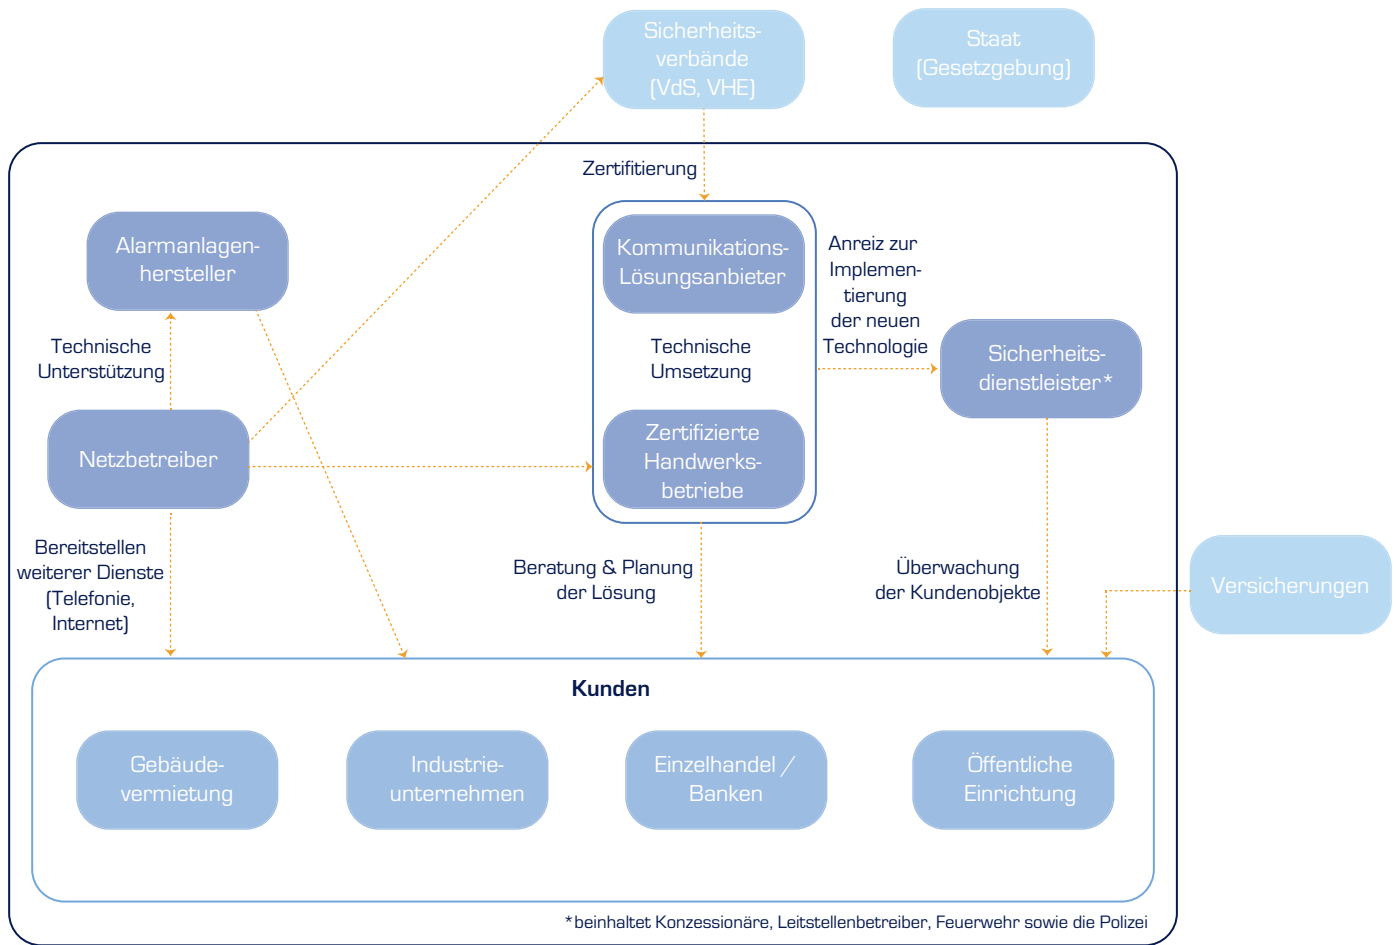 Sicherheits-
verbände
(VdS, VHE)
Staat
(Gesetzgebung)
Zertifitierung
Alarmanlagen-
hersteller
Kommunikations-
Lösungsanbieter
Anreiz zur
Implemen-
tierung
der neuen
Technologie
Technische
Unterstützung
Technische
Umsetzung
Sicherheits-
dienstleister*
Netzbetreiber
Zertifizierte
Handwerks-
betriebe
Bereitstellen
weiterer Dienste
(Telefonie,
Internet)
Beratung & Planung
der Lösung
Überwachung
der Kundenobjekte
Versicherungen
Kunden
Gebäude-
vermietung
Industrie-
unternehmen
Einzelhandel /
Banken
Öffentliche
Einrichtung
*beinhaltet Konzessionäre, Leitstellenbetreiber, Feuerwehr sowie die Polizei